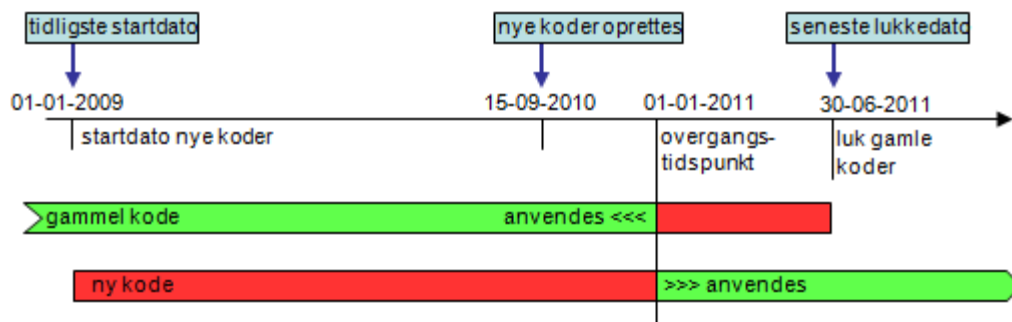 tidligste startdato
nye koder oprettes
seneste lukkedato
01-01-2009
15-09-2010
01-01-2011
30-06-2011
startdato nye koder
overgangs-
tidspunkt
luk gamle
koder
gammel kode
anvendes <<<
ny kode
>>> anvendes